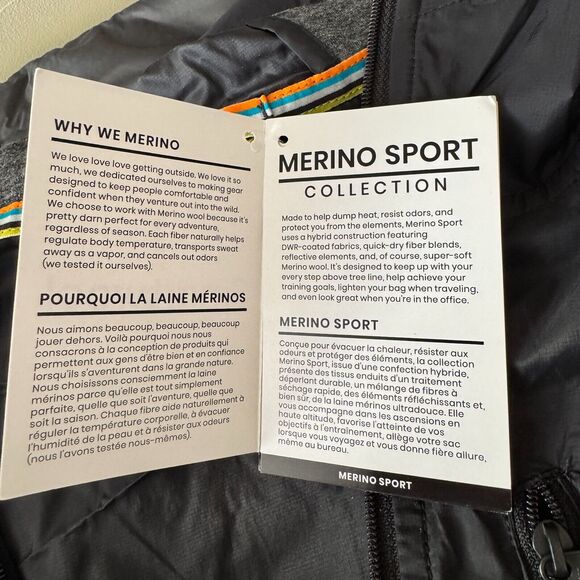 WHY WE MERINO
We love love love getting outside. We love it so
much, we dedicated ourselves to making gear
designed to keep people comfortable and
confident when they venture out into the wild.
We choose to work with Merino wool because it's
pretty darn perfect for every adventure,
regardless of season. Each fiber naturally helps
regulate body temperature, transports sweat
away as a vapor, and cancels out odors
(we tested it ourselves).
POURQUOI LA LAINE MÉRINOS
Nous aimons beaucoup, beaucoup, beaucoup
jouer dehors. Voilà pourquoi nous nous
consacrons à la conception de produits qui
permettent aux gens d'être bien et en confiance
lorsqu'ils s'aventurent dans la grande nature.
Nous choisissons consciemment la laine
mérinos parce qu'elle est tout simplement
parfaite, quelle que soit l'aventure, quelle que
soit la saison. Chaque fibre aide naturellement à
réguler la température corporelle, à évacuer
l'humidité de la peau et à résister aux odeurs
(nous l'avons testée nous-mêmes).
MERINO SPORT
COLLECTION
Made to help dump heat, resist odors, and
protect you from the elements, Merino Sport
uses a hybrid construction featuring
DWR-coated fabrics, quick-dry fiber blends,
reflective elements, and, of course, super-soft
Merino wool. It's designed to keep up with your
every step above tree line, help achieve your
training goals, lighten your bag when traveling,
and even look great when you're in the office.
MERINO SPORT
Conçue pour évacuer la chaleur, résister aux
odeurs et protéger des éléments, la collection
Merino Sport, issue d'une confection hybride,
présente des tissus enduits d'un traitement
déperlant durable, un mélange de fibres à
séchage rapide, des éléments réfléchissants et,
bien sûr, de la laine mérinos ultradouce. Elle
vous accompagne dans les ascensions en
montagne, favorise l'atteinte de vos
objectifs à l'entraînement, allège votre sac
lorsque vous voyagez et vous donne fière allure,
même au bureau.
MERINO SPORT